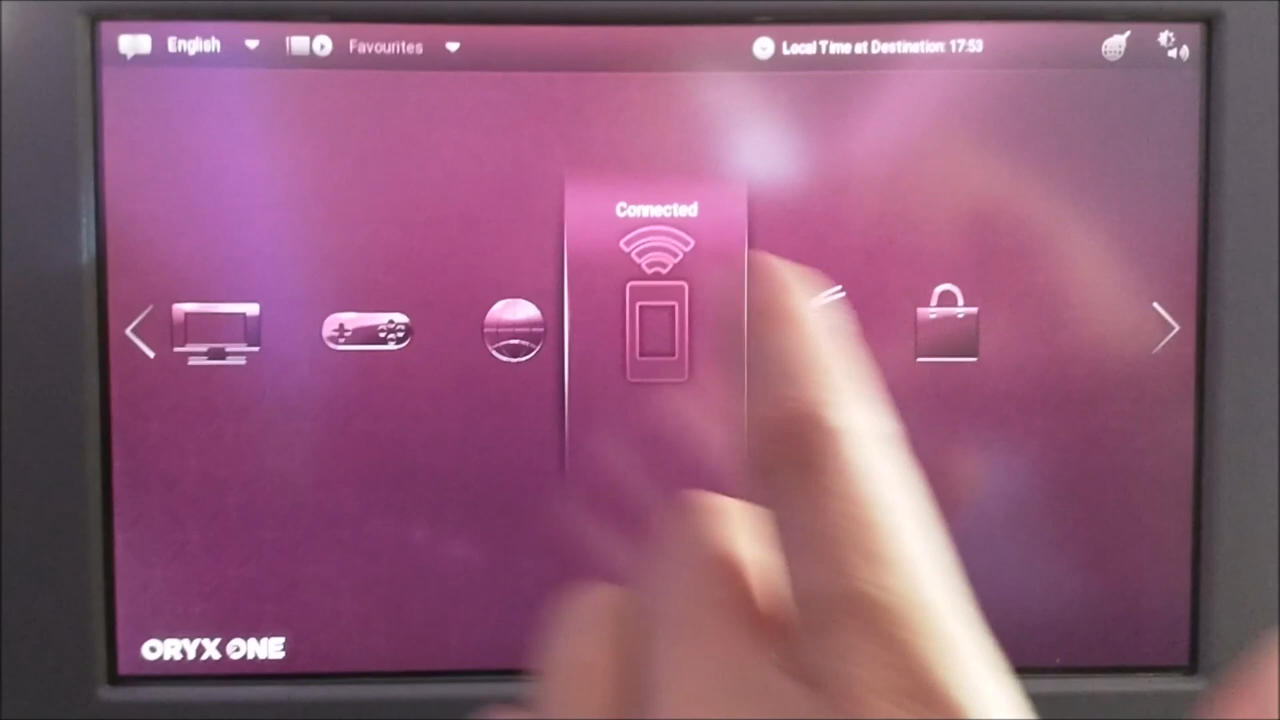 English
Favourites
Local Time at Destination: 17:53
Connected
ORYX ONE